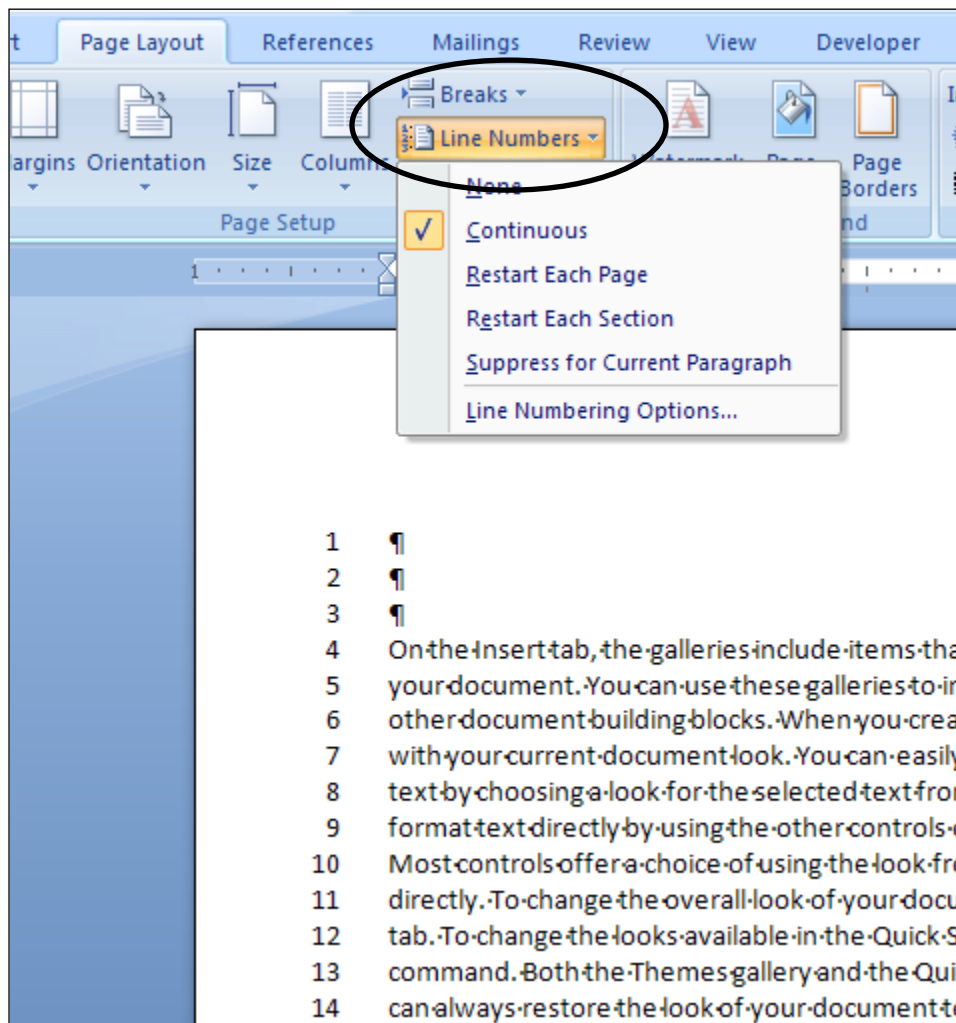 Page Layout References Mailings Review View Developer
Breaks
Line Numbers
Orientation Size Page
Borders
Page Setup
None
Continuous
Restart Each Page
Restart Each Section
Suppress for Current Paragraph
Line Numbering Options...
1
1 ¶
2 ¶
3 ¶
4 On·the·Insert·tab,·the·galleries·include·items·tha
5 your·document.·You·can·use·these·galleries·to·in
6 other·document·building·blocks.·When·you·crea
7 with·your·current·document·look.·You·can·easily
8 text·by·choosing·a·look·for·the·selected·text·from
9 format·text·directly·by·using·the·other·controls·
10 Most·controls·offer·a·choice·of·using·the·look·fro
11 directly.·To·change·the·overall·look·of·your·docu
12 tab.·To·change·the·looks·available·in·the·Quick·S
13 command.·Both·the·Themes·gallery·and·the·Qui
14 can·always·restore·the·look·of·your·document·to